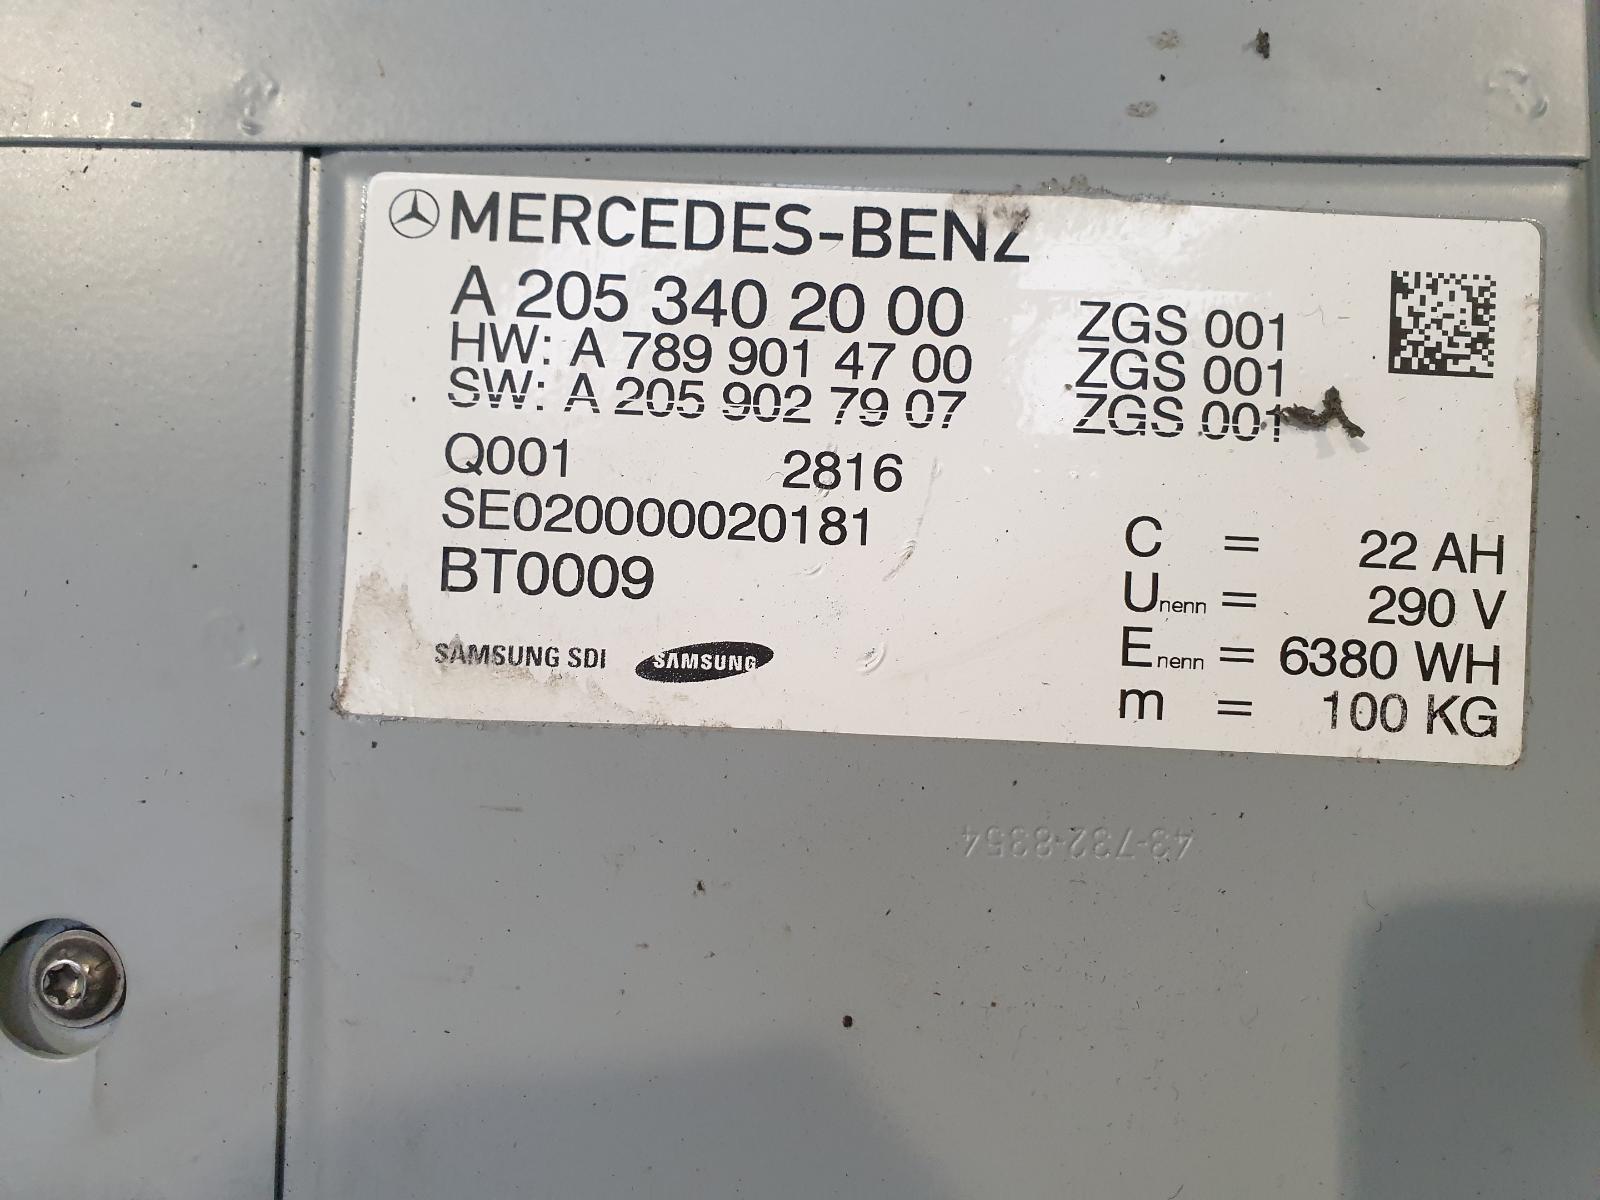 MERCEDES-BENZ
A 205 340 20 00 ZGS 001
HW: A 789 901 47 00 ZGS 001
SW: A 205 902 79 07 ZGS 001
Q001 2816
SE020000020181
BT0009
SAMSUNG SDI SAMSUNG
C = 22 AH
Unenn = 290 V
Enenn = 6380 WH
m = 100 KG
43-732-8354